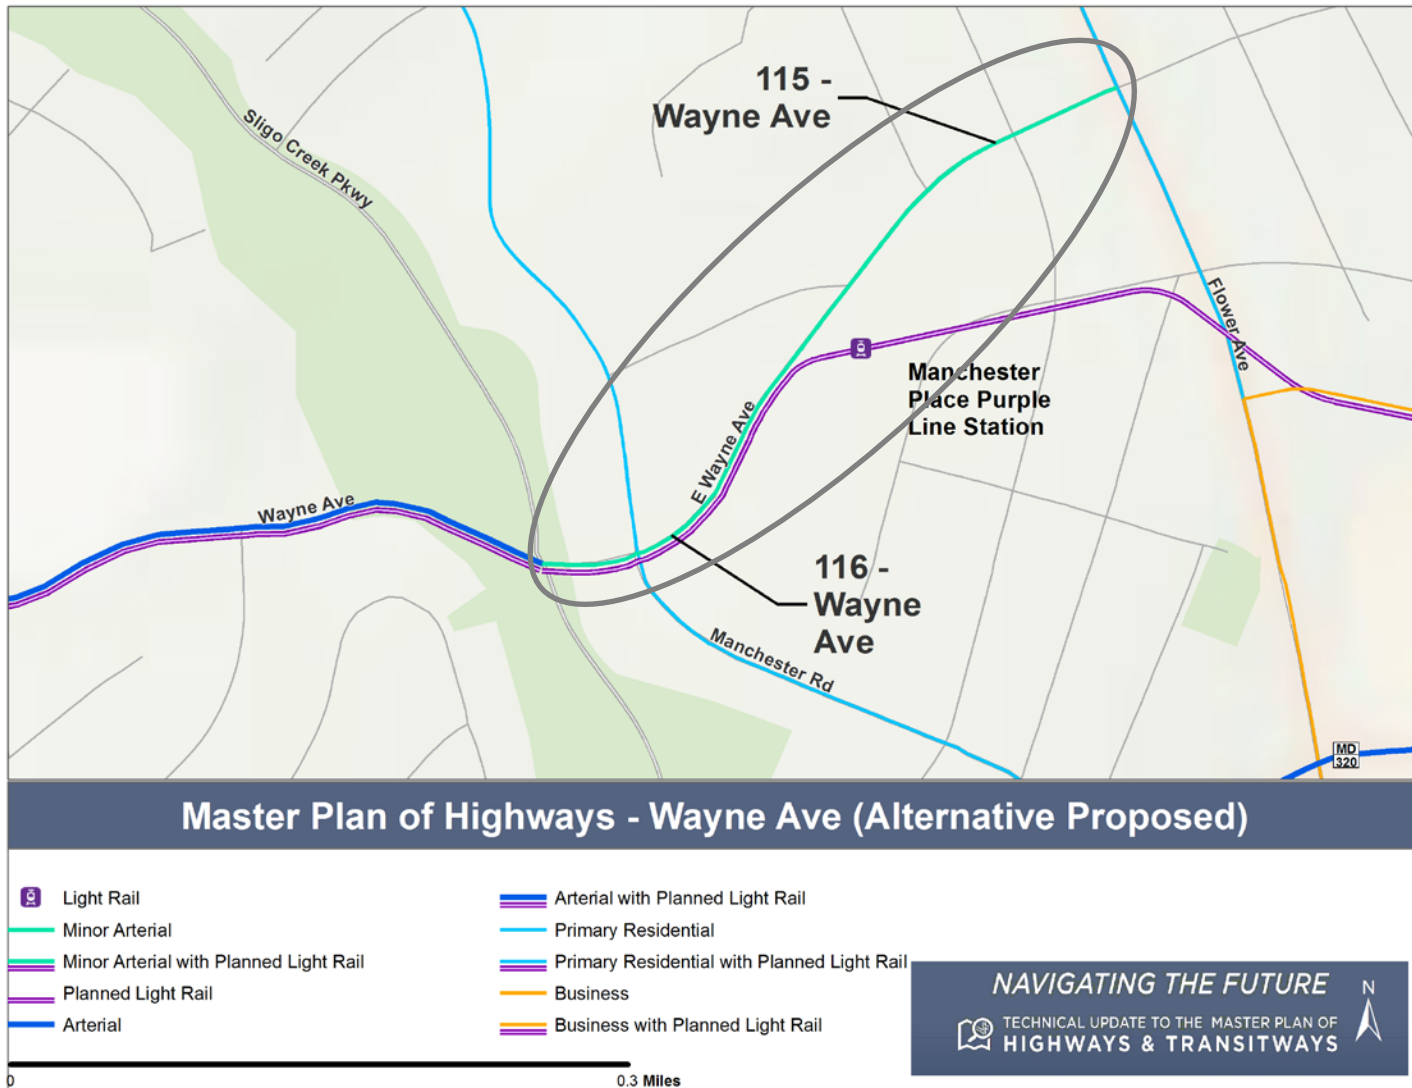 115 -
Wayne Ave
Sligo Creek Pkwy
Flower Ave
Manchester
Place Purple
Line Station
E Wayne Ave
Wayne Ave
116 -
Wayne
Ave
Manchester Rd
MD
320
Master Plan of Highways - Wayne Ave (Alternative Proposed)
Light Rail
Minor Arterial
Minor Arterial with Planned Light Rail
Planned Light Rail
Arterial
Arterial with Planned Light Rail
Primary Residential
Primary Residential with Planned Light Rail
Business
Business with Planned Light Rail
NAVIGATING THE FUTURE
TECHNICAL UPDATE TO THE MASTER PLAN OF
HIGHWAYS & TRANSITWAYS
N
0
0.3 Miles